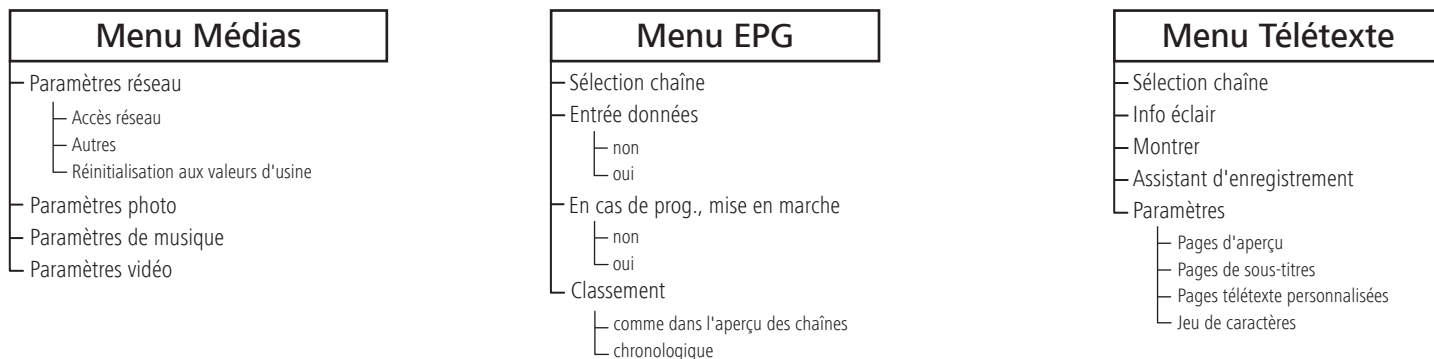 Menu Médias
Paramètres réseau
Accès réseau
Autres
Réinitialisation aux valeurs d'usine
Paramètres photo
Paramètres de musique
Paramètres vidéo
Menu EPG
Sélection chaîne
Entrée données
non
oui
En cas de prog., mise en marche
non
oui
Classement
comme dans l'aperçu des chaînes
chronologique
Menu Télétexte
Sélection chaîne
Info éclair
Montrer
Assistant d'enregistrement
Paramètres
Pages d'aperçu
Pages de sous-titres
Pages télétexte personnalisées
Jeu de caractères